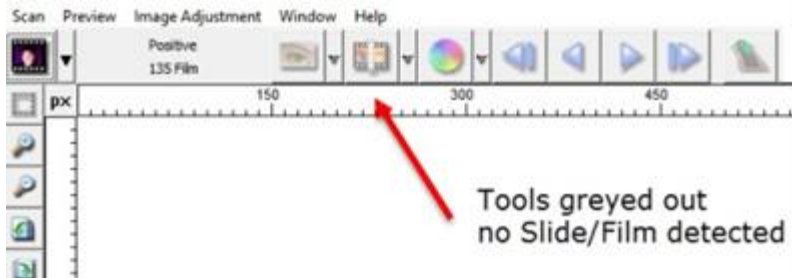 Scan Preview Image Adjustment Window Help
Positive
135 Film
px 150 300 450
Tools greyed out
no Slide/Film detected